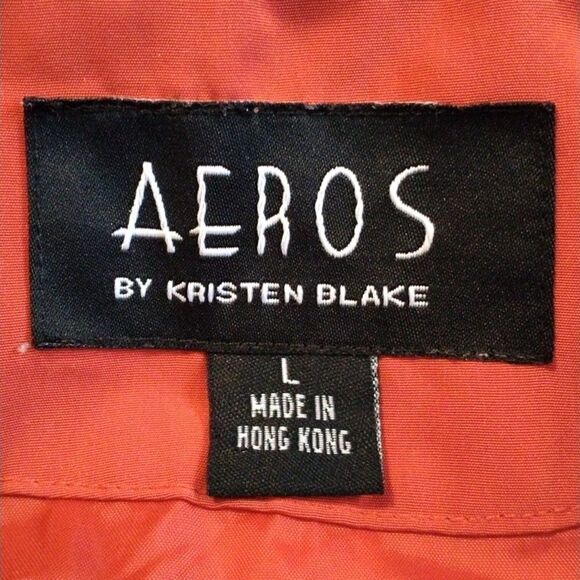 AEROS
BY KRISTEN BLAKE
L
MADE IN
HONG KONG